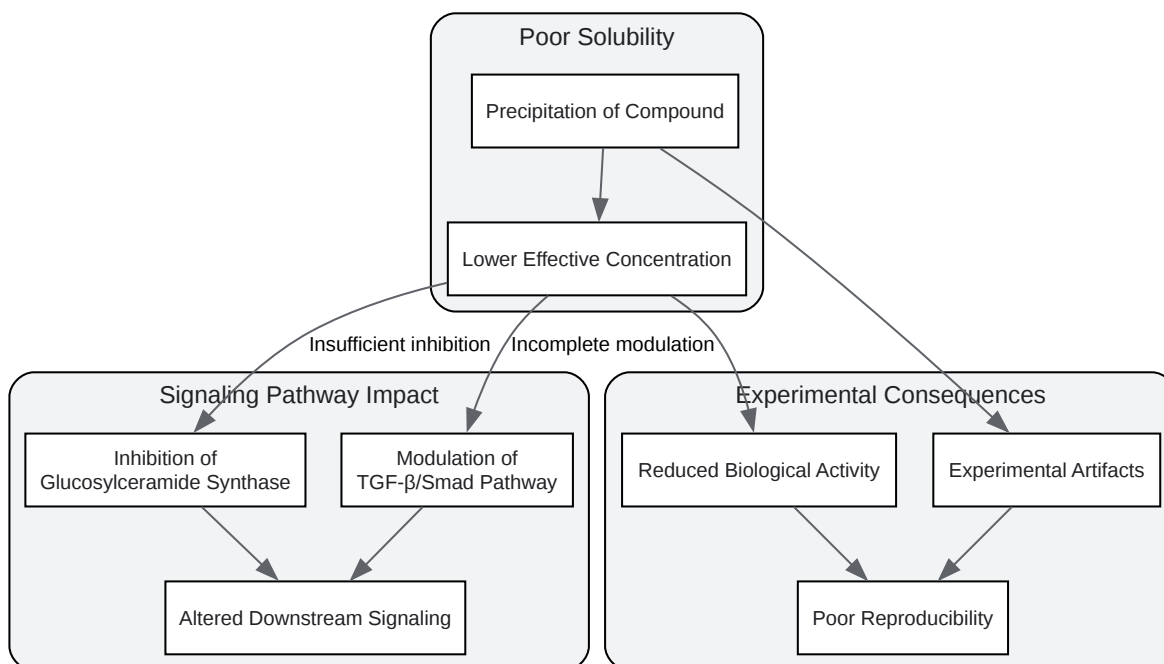 Poor Solubility
Precipitation of Compound
Lower Effective Concentration
Insufficient inhibition
Incomplete modulation
Signaling Pathway Impact
Inhibition of
Glucosylceramide Synthase
Modulation of
TGF-β/Smad Pathway
Altered Downstream Signaling
Experimental Consequences
Reduced Biological Activity
Experimental Artifacts
Poor Reproducibility